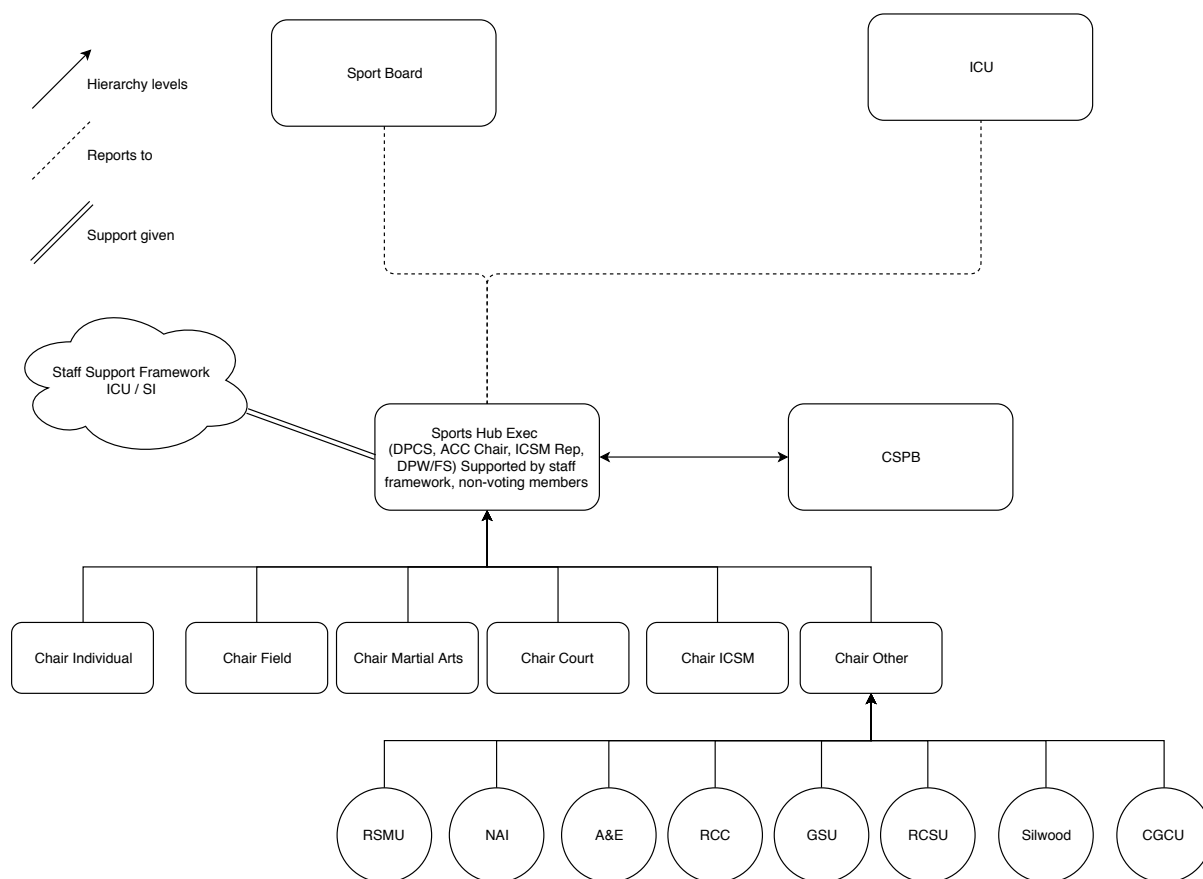 Sport Board
ICU
Hierarchy levels
Reports to
Support given
Staff Support Framework
ICU / SI
Sports Hub Exec
(DPCS, ACC Chair, ICSM Rep,
DPW/FS) Supported by staff
framework, non-voting members
CSPB
Chair Individual
Chair Field
Chair Martial Arts
Chair Court
Chair ICSM
Chair Other
RSMU
NAI
A&E
RCC
GSU
RCSU
Silwood
CGCU